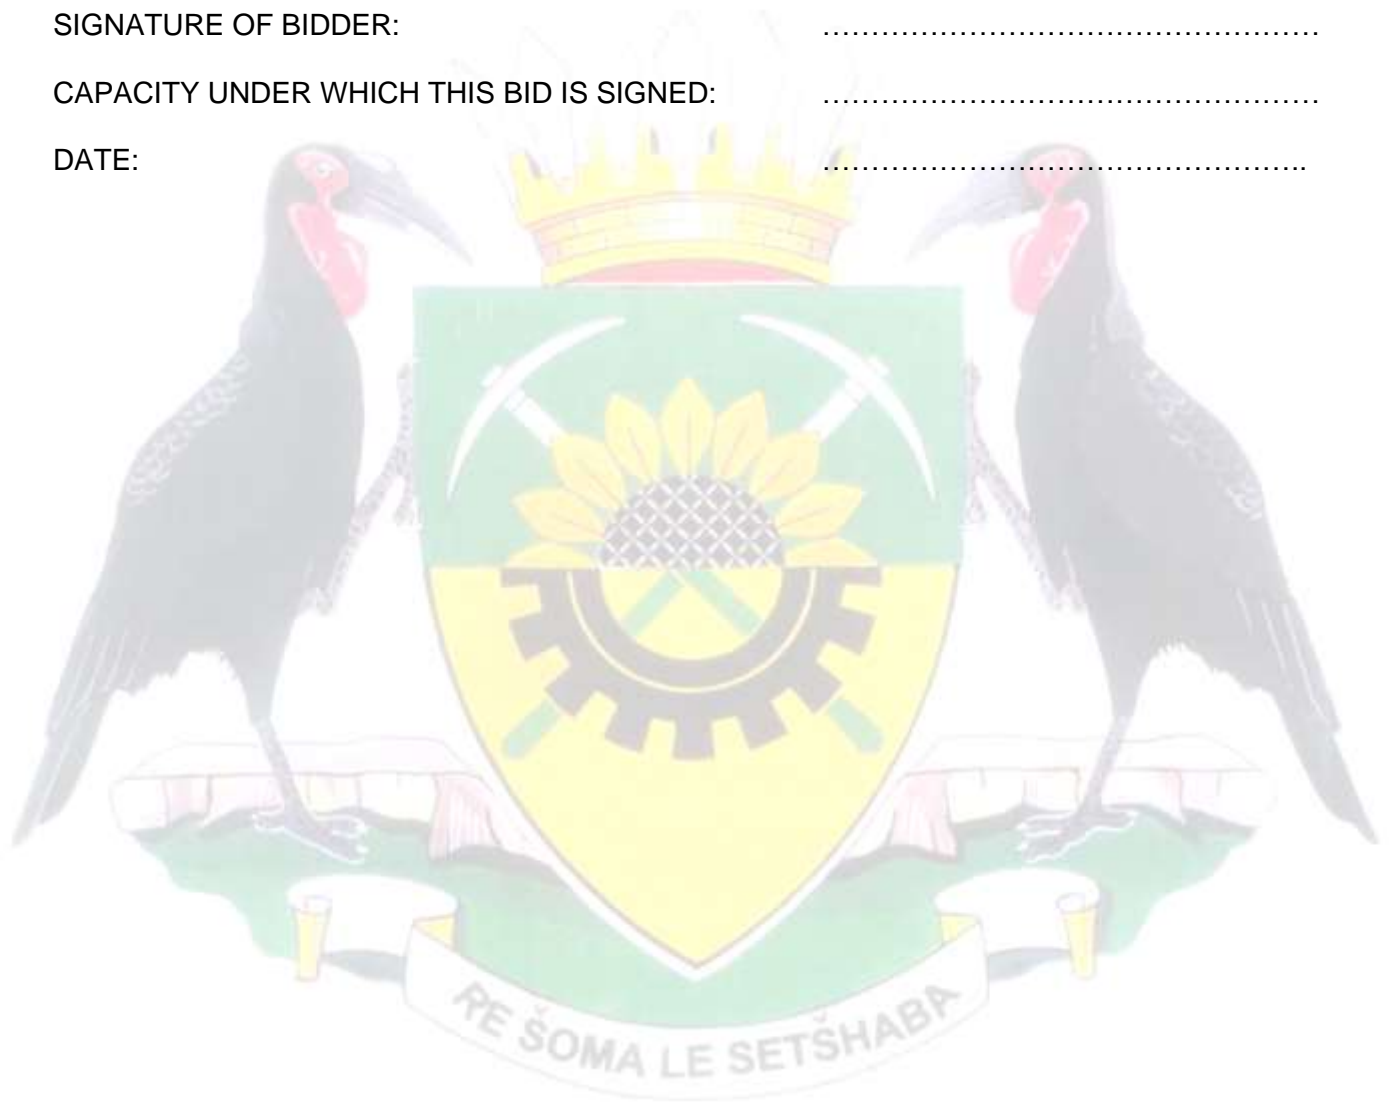 SIGNATURE OF BIDDER: ……………………………………………
CAPACITY UNDER WHICH THIS BID IS SIGNED: ……………………………………………
DATE: …………………………………………..
RE ŠOMA LE SETŠHABA